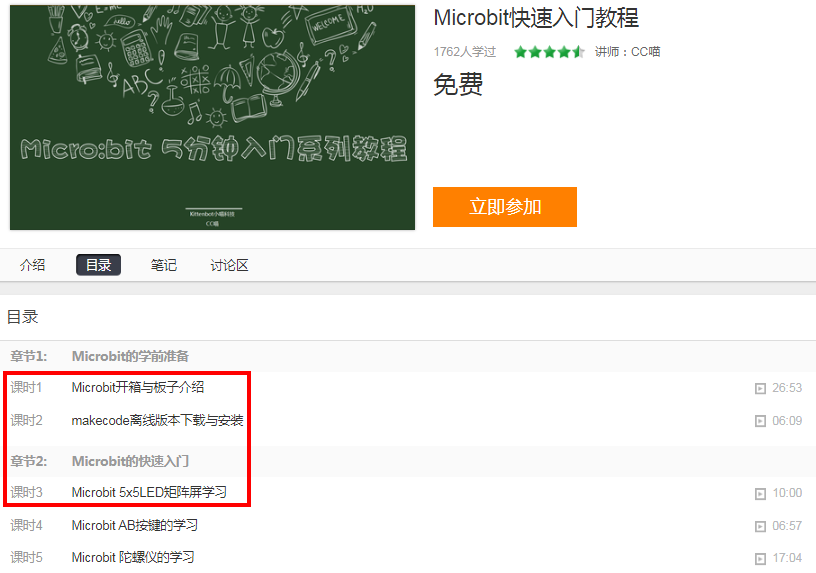 hello
WELCOME
ABC
Micro:bit 5分钟入门系列教程
Kittenbot小喵科技
CC喵
Microbit快速入门教程
1762人学过 讲师：CC喵
免费
立即参加
介绍 目录 笔记 讨论区
目录
章节1: Microbit的学前准备
课时1 Microbit开箱与板子介绍 26:53
课时2 makecode离线版本下载与安装 06:09
章节2: Microbit的快速入门
课时3 Microbit 5x5LED矩阵屏学习 10:00
课时4 Microbit AB按键的学习 06:57
课时5 Microbit 陀螺仪的学习 17:04